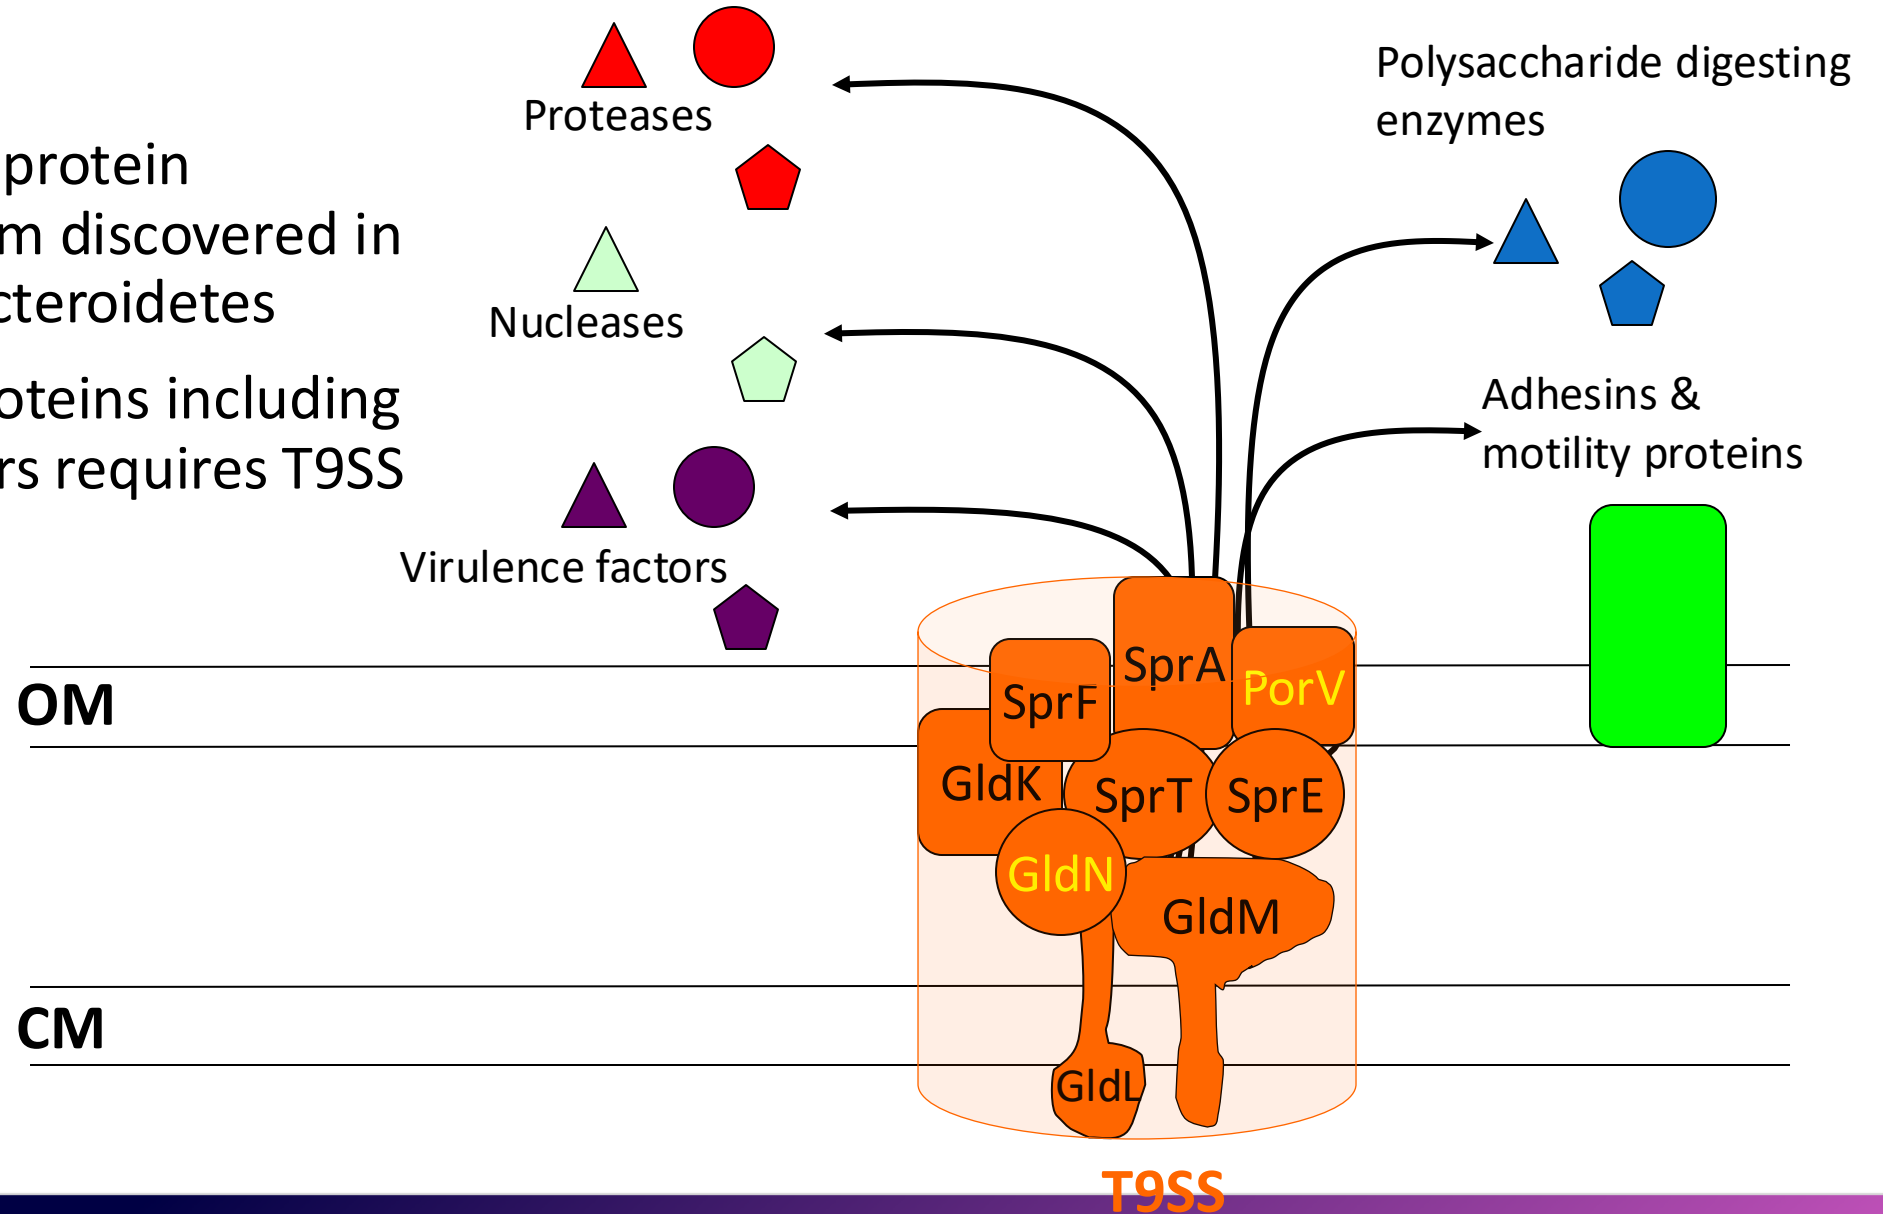 protein
m discovered in
cteroidetes
oteins including
rs requires T9SS
Proteases
Nucleases
Virulence factors
Polysaccharide digesting
enzymes
Adhesins &
motility proteins
OM
CM
SprA
SprF
PorV
GldK
SprT
SprE
GldN
GldM
GldL
T9SS